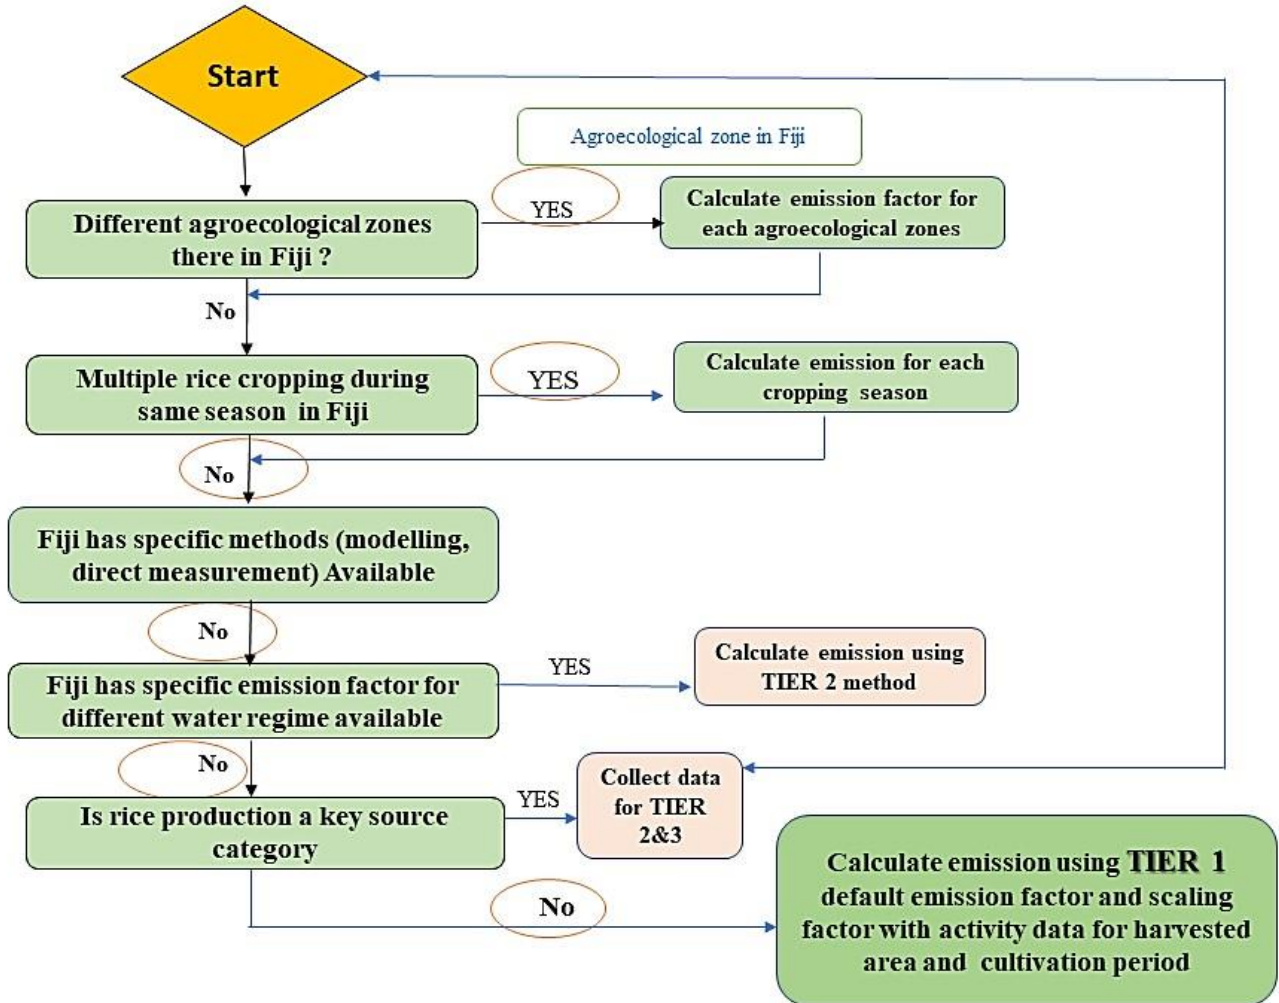 Start
Agroecological zone in Fiji
Different agroecological zones
there in Fiji ?
YES
Calculate emission factor for
each agroecological zones
No
Multiple rice cropping during
same season in Fiji
YES
Calculate emission for each
cropping season
No
Fiji has specific methods (modelling,
direct measurement) Available
No
Fiji has specific emission factor for
different water regime available
YES
Calculate emission using
TIER 2 method
No
Is rice production a key source
category
YES
Collect data
for TIER
2&3
No
Calculate emission using TIER 1
default emission factor and scaling
factor with activity data for harvested
area and cultivation period